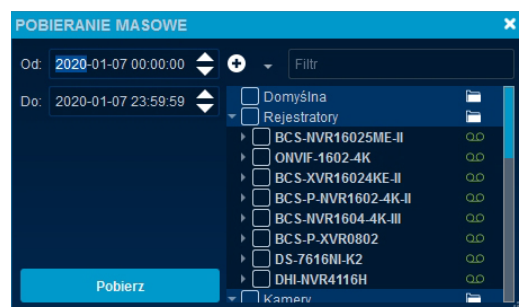 POBIERANIE MASOWE
Od: 2020-01-07 00:00:00
Filtr
Do: 2020-01-07 23:59:59
Domyślna
Rejestratory
BCS-NVR16025ME-II
ONVIF-1602-4K
BCS-XVR16024KE-II
BCS-P-NVR1602-4K-II
BCS-NVR1604-4K-III
BCS-P-XVR0802
DS-7616NI-K2
DHI-NVR4116H
Kamery
Pobierz